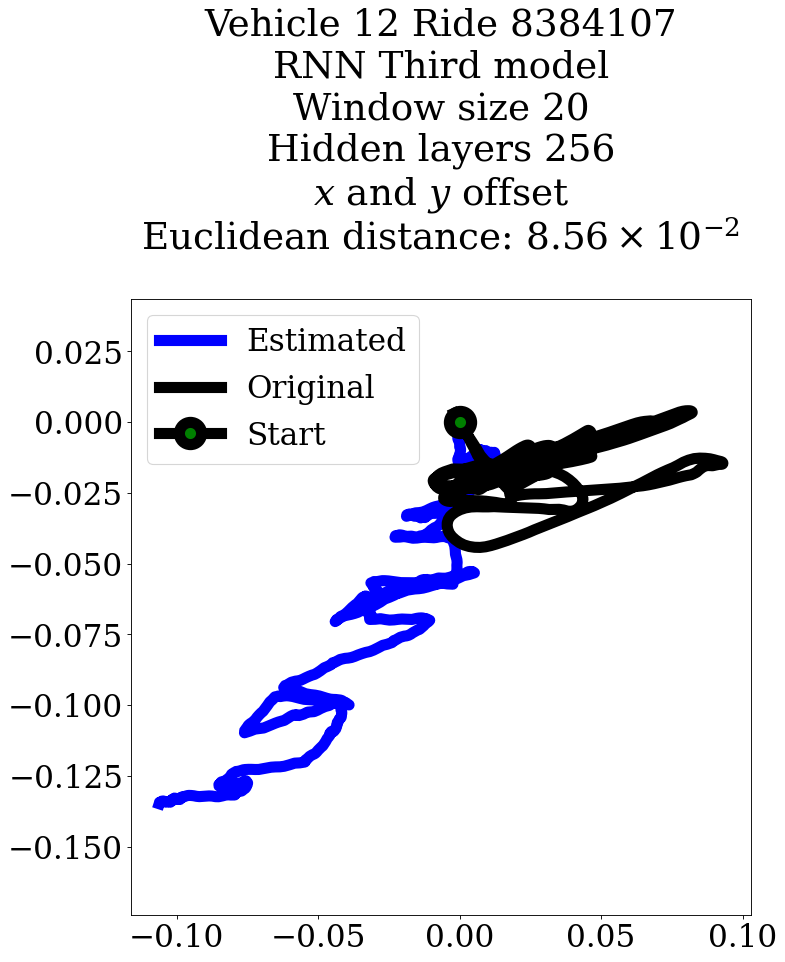 Vehicle 12 Ride 8384107
RNN Third model
Window size 20
Hidden layers 256
x and y offset
Euclidean distance: 8.56 × 10⁻²
Estimated
Original
Start
0.025
0.000
−0.025
−0.050
−0.075
−0.100
−0.125
−0.150
−0.10
−0.05
0.00
0.05
0.10